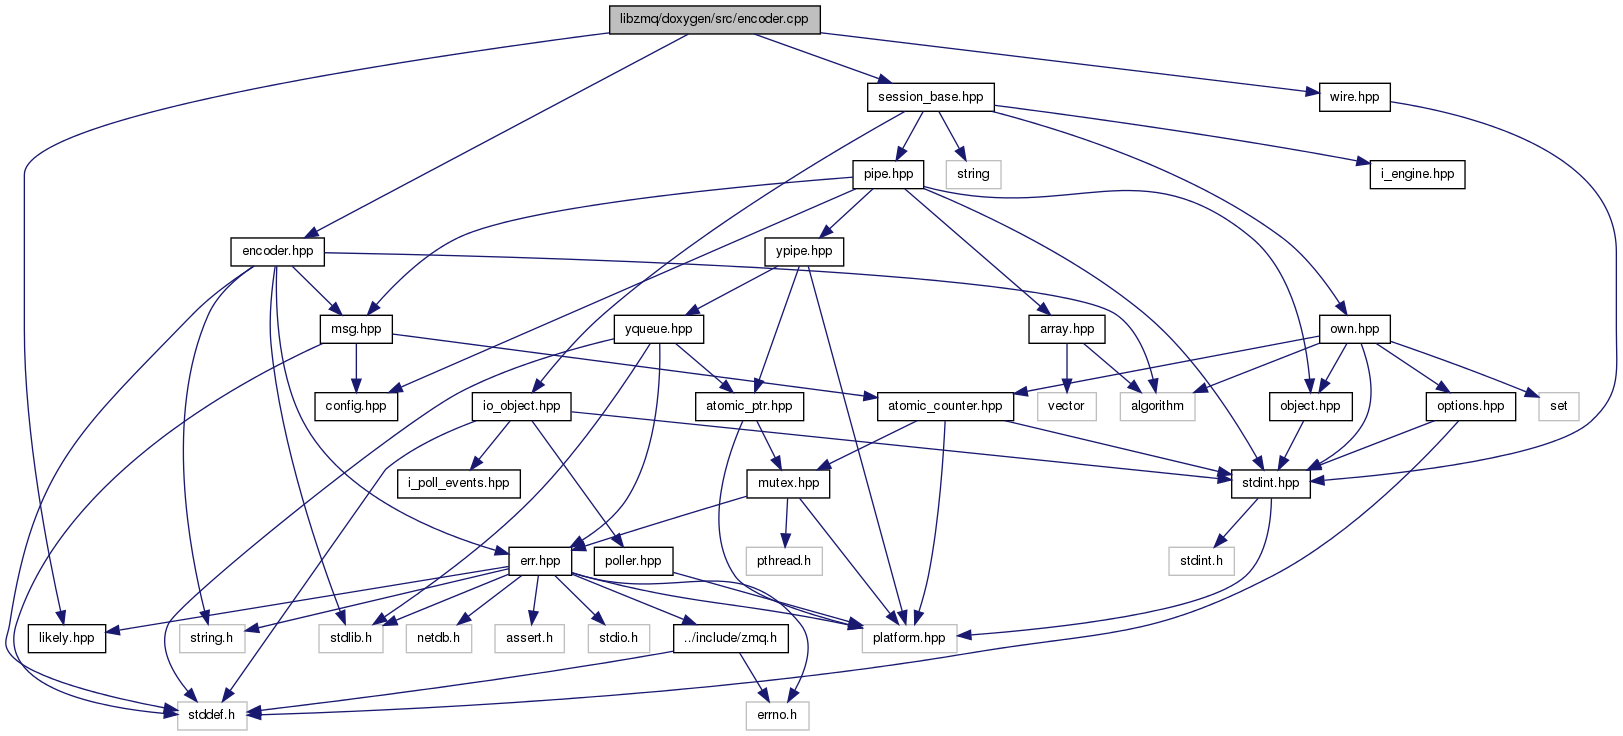 libzmq/doxygen/src/encoder.cpp
session_base.hpp
wire.hpp
pipe.hpp
string
i_engine.hpp
encoder.hpp
ypipe.hpp
msg.hpp
yqueue.hpp
array.hpp
own.hpp
config.hpp
io_object.hpp
atomic_ptr.hpp
atomic_counter.hpp
vector
algorithm
object.hpp
options.hpp
set
i_poll_events.hpp
mutex.hpp
stdint.hpp
err.hpp
poller.hpp
pthread.h
stdint.h
likely.hpp
string.h
stdlib.h
netdb.h
assert.h
stdio.h
../include/zmq.h
platform.hpp
stddef.h
errno.h